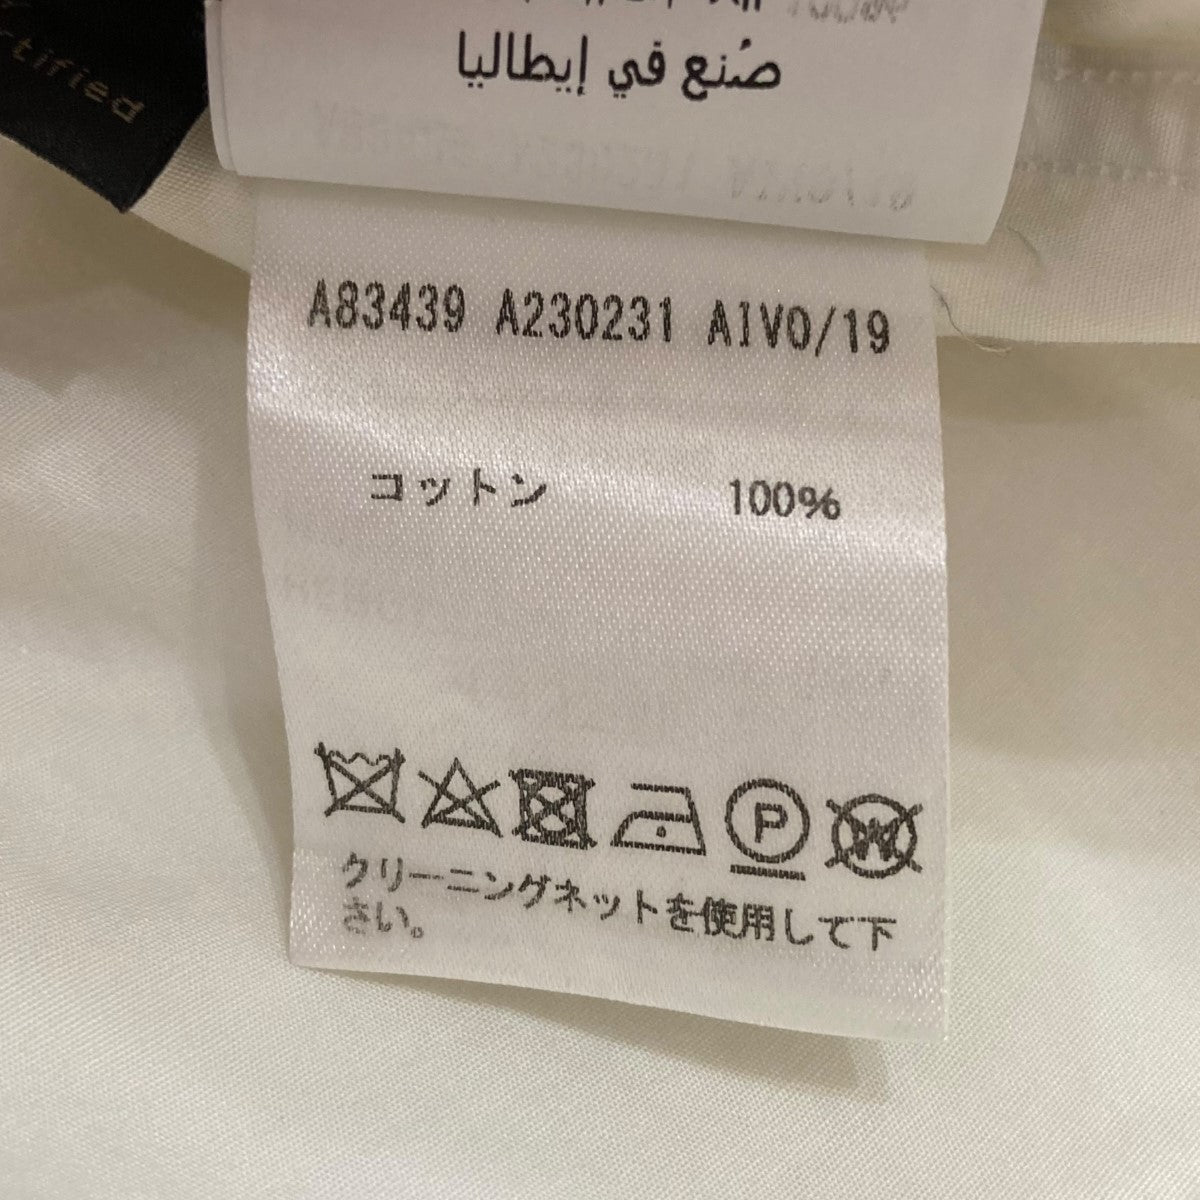 rtified
صُنع في إيطاليا
A83439 A230231 AIVO/19
コットン 100%
P
W
クリーニングネットを使用して下
さい。